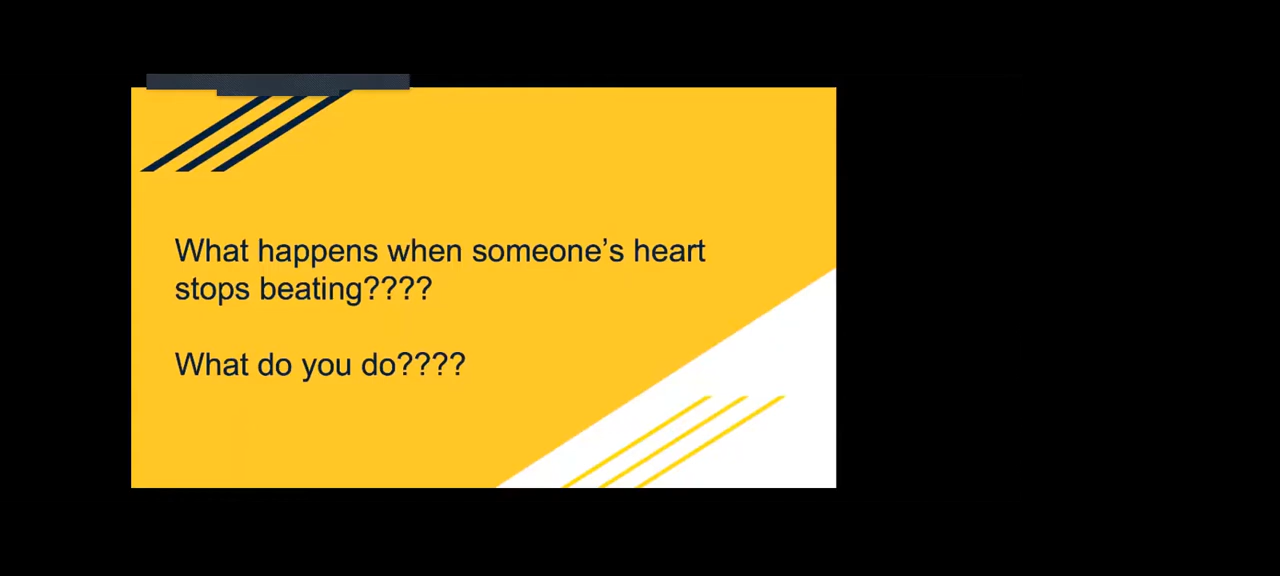 What happens when someone’s heart
stops beating????
What do you do????